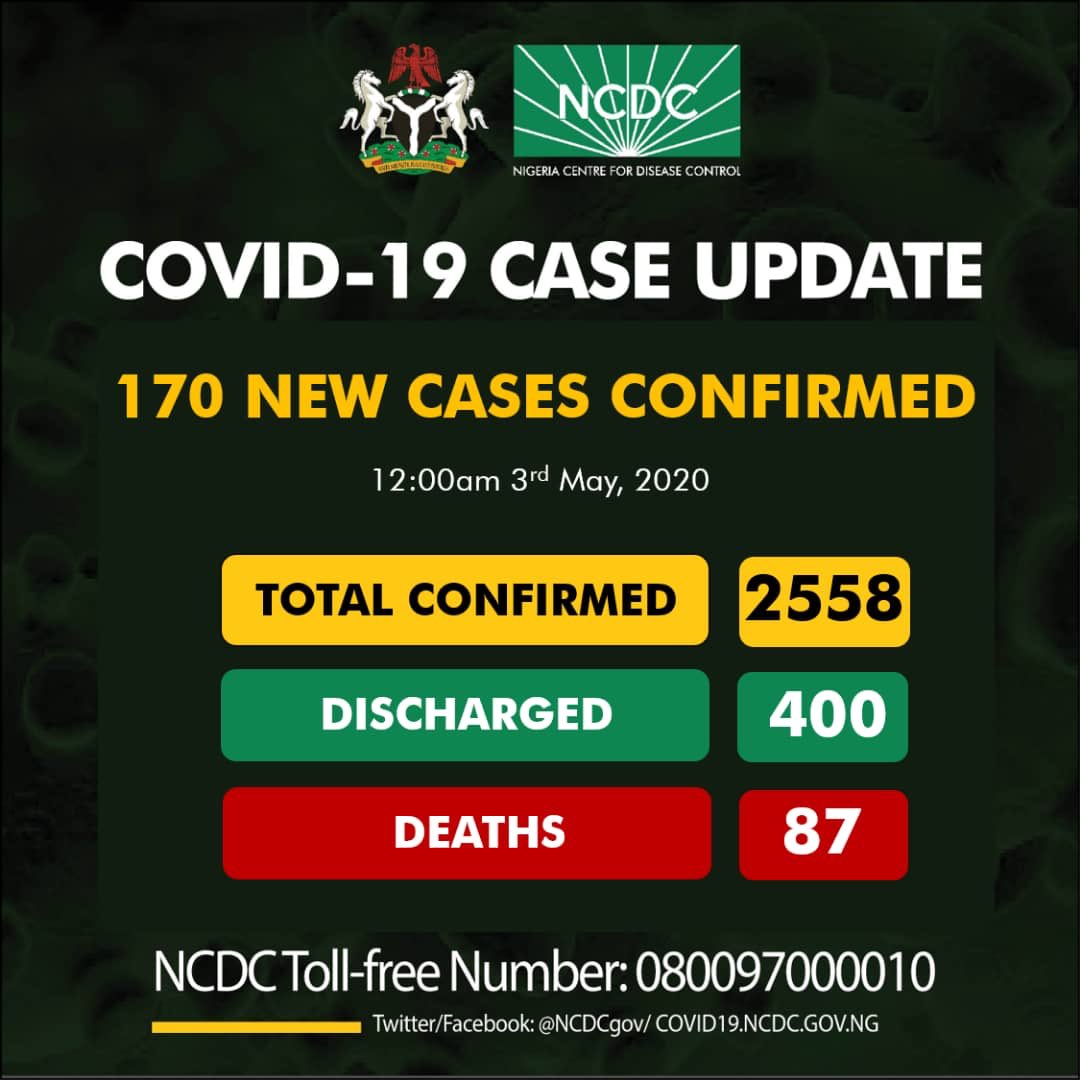 NCDC
NIGERIA CENTRE FOR DISEASE CONTROL
COVID-19 CASE UPDATE
170 NEW CASES CONFIRMED
12:00am 3rd May, 2020
TOTAL CONFIRMED 2558
DISCHARGED 400
DEATHS 87
NCDC Toll-free Number: 080097000010
Twitter/Facebook: @NCDCgov/ COVID19.NCDC.GOV.NG